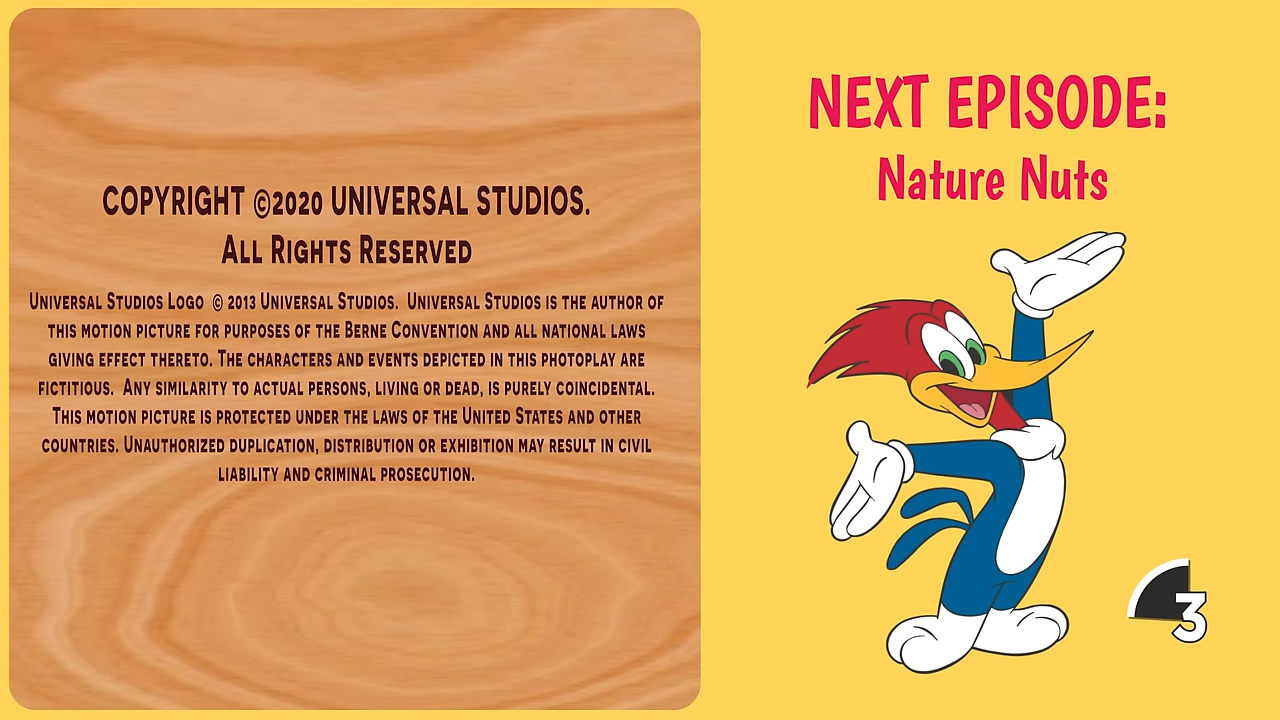 COPYRIGHT ©2020 UNIVERSAL STUDIOS.
ALL RIGHTS RESERVED
UNIVERSAL STUDIOS LOGO © 2013 UNIVERSAL STUDIOS. UNIVERSAL STUDIOS IS THE AUTHOR OF
THIS MOTION PICTURE FOR PURPOSES OF THE BERNE CONVENTION AND ALL NATIONAL LAWS
GIVING EFFECT THERETO. THE CHARACTERS AND EVENTS DEPICTED IN THIS PHOTOPLAY ARE
FICTITIOUS. ANY SIMILARITY TO ACTUAL PERSONS, LIVING OR DEAD, IS PURELY COINCIDENTAL.
THIS MOTION PICTURE IS PROTECTED UNDER THE LAWS OF THE UNITED STATES AND OTHER
COUNTRIES. UNAUTHORIZED DUPLICATION, DISTRIBUTION OR EXHIBITION MAY RESULT IN CIVIL
LIABILITY AND CRIMINAL PROSECUTION.
NEXT EPISODE:
Nature Nuts
3